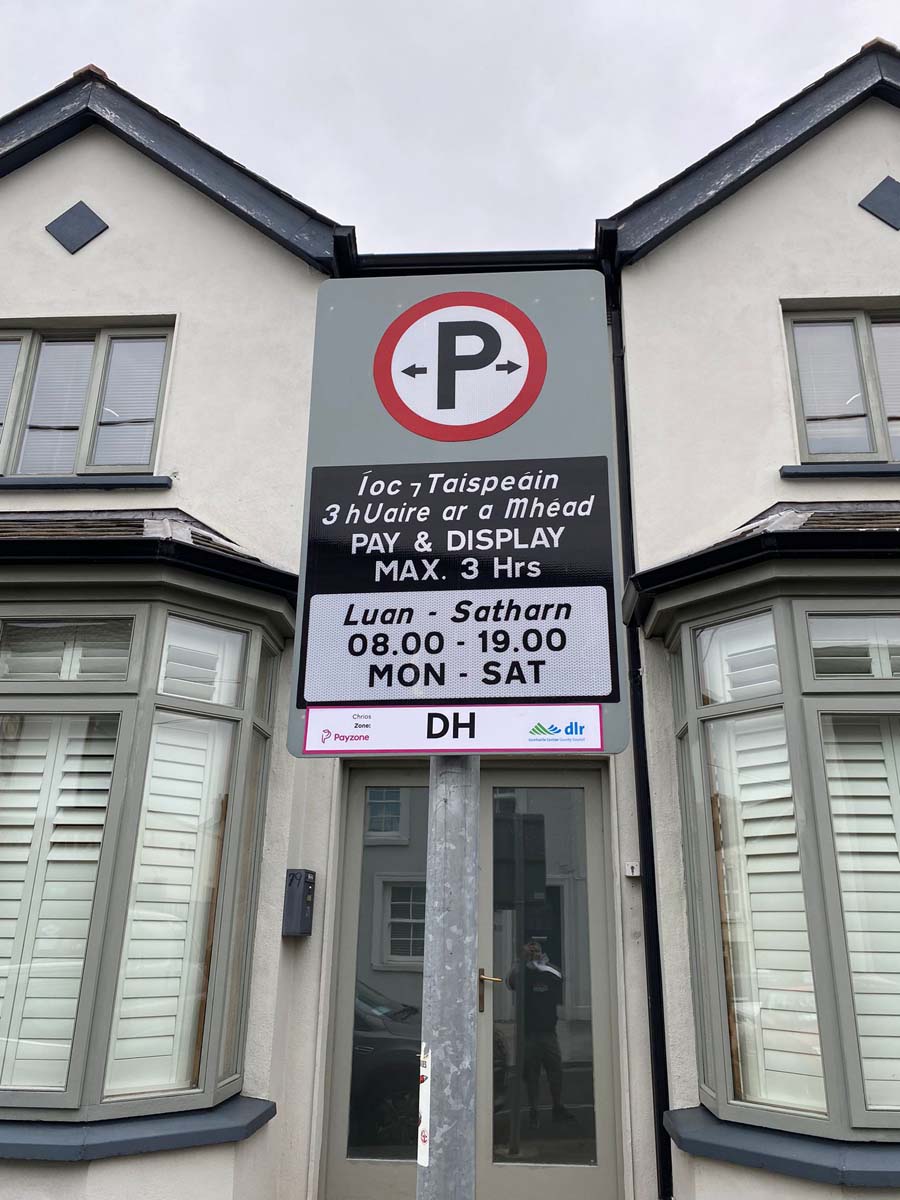 P
Íoc ⁊ Taispeáin
3 hUaire ar a Mhéad
PAY & DISPLAY
MAX. 3 Hrs
Luan - Satharn
08.00 - 19.00
MON - SAT
Chrios
Zone:
Payzone
DH
dlr
79